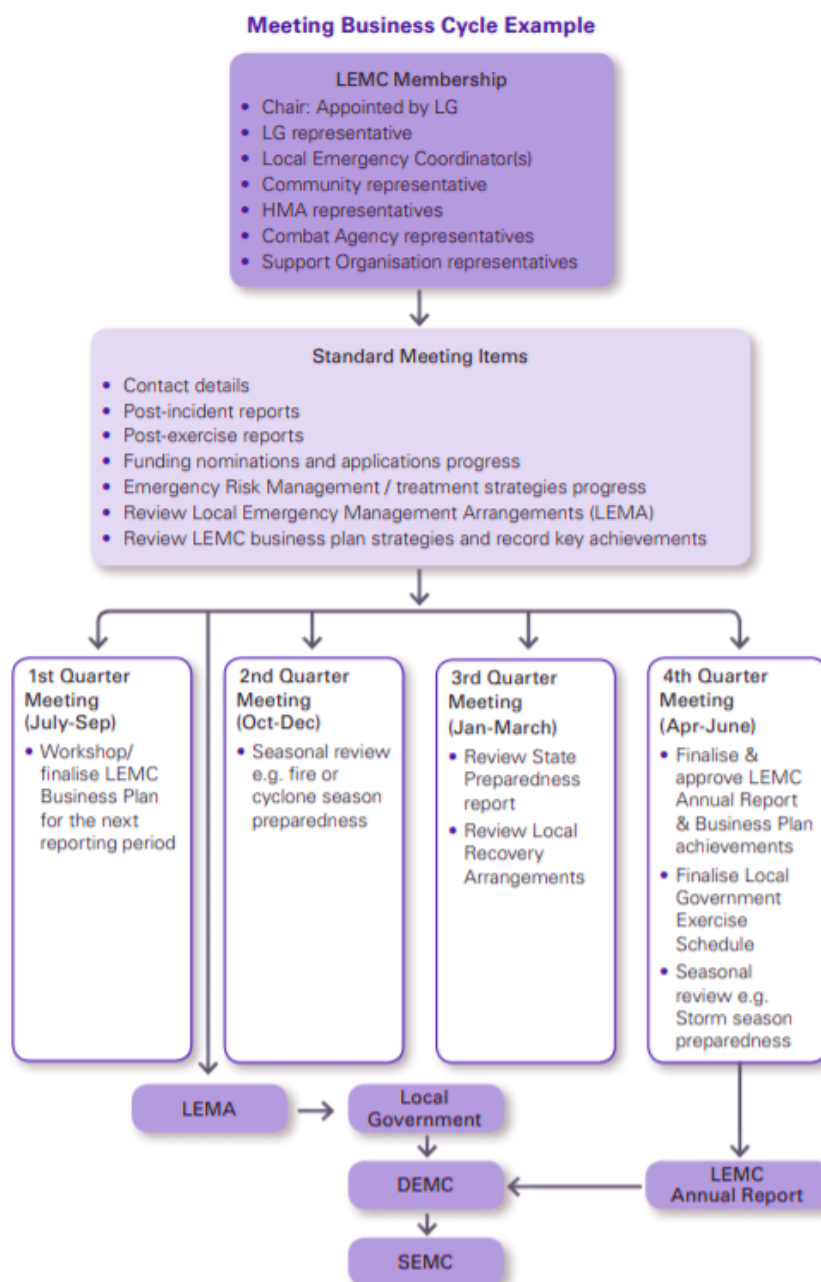 Meeting Business Cycle Example
LEMC Membership
• Chair: Appointed by LG
• LG representative
• Local Emergency Coordinator(s)
• Community representative
• HMA representatives
• Combat Agency representatives
• Support Organisation representatives
Standard Meeting Items
• Contact details
• Post-incident reports
• Post-exercise reports
• Funding nominations and applications progress
• Emergency Risk Management / treatment strategies progress
• Review Local Emergency Management Arrangements (LEMA)
• Review LEMC business plan strategies and record key achievements
1st Quarter
Meeting
(July-Sep)
• Workshop/
finalise LEMC
Business Plan
for the next
reporting period
2nd Quarter
Meeting
(Oct-Dec)
• Seasonal review
e.g. fire or
cyclone season
preparedness
3rd Quarter
Meeting
(Jan-March)
• Review State
Preparedness
report
• Review Local
Recovery
Arrangements
4th Quarter
Meeting
(Apr-June)
• Finalise &
approve LEMC
Annual Report
& Business Plan
achievements
• Finalise Local
Government
Exercise
Schedule
• Seasonal
review e.g.
Storm season
preparedness
LEMA
Local
Government
DEMC
LEMC
Annual Report
SEMC